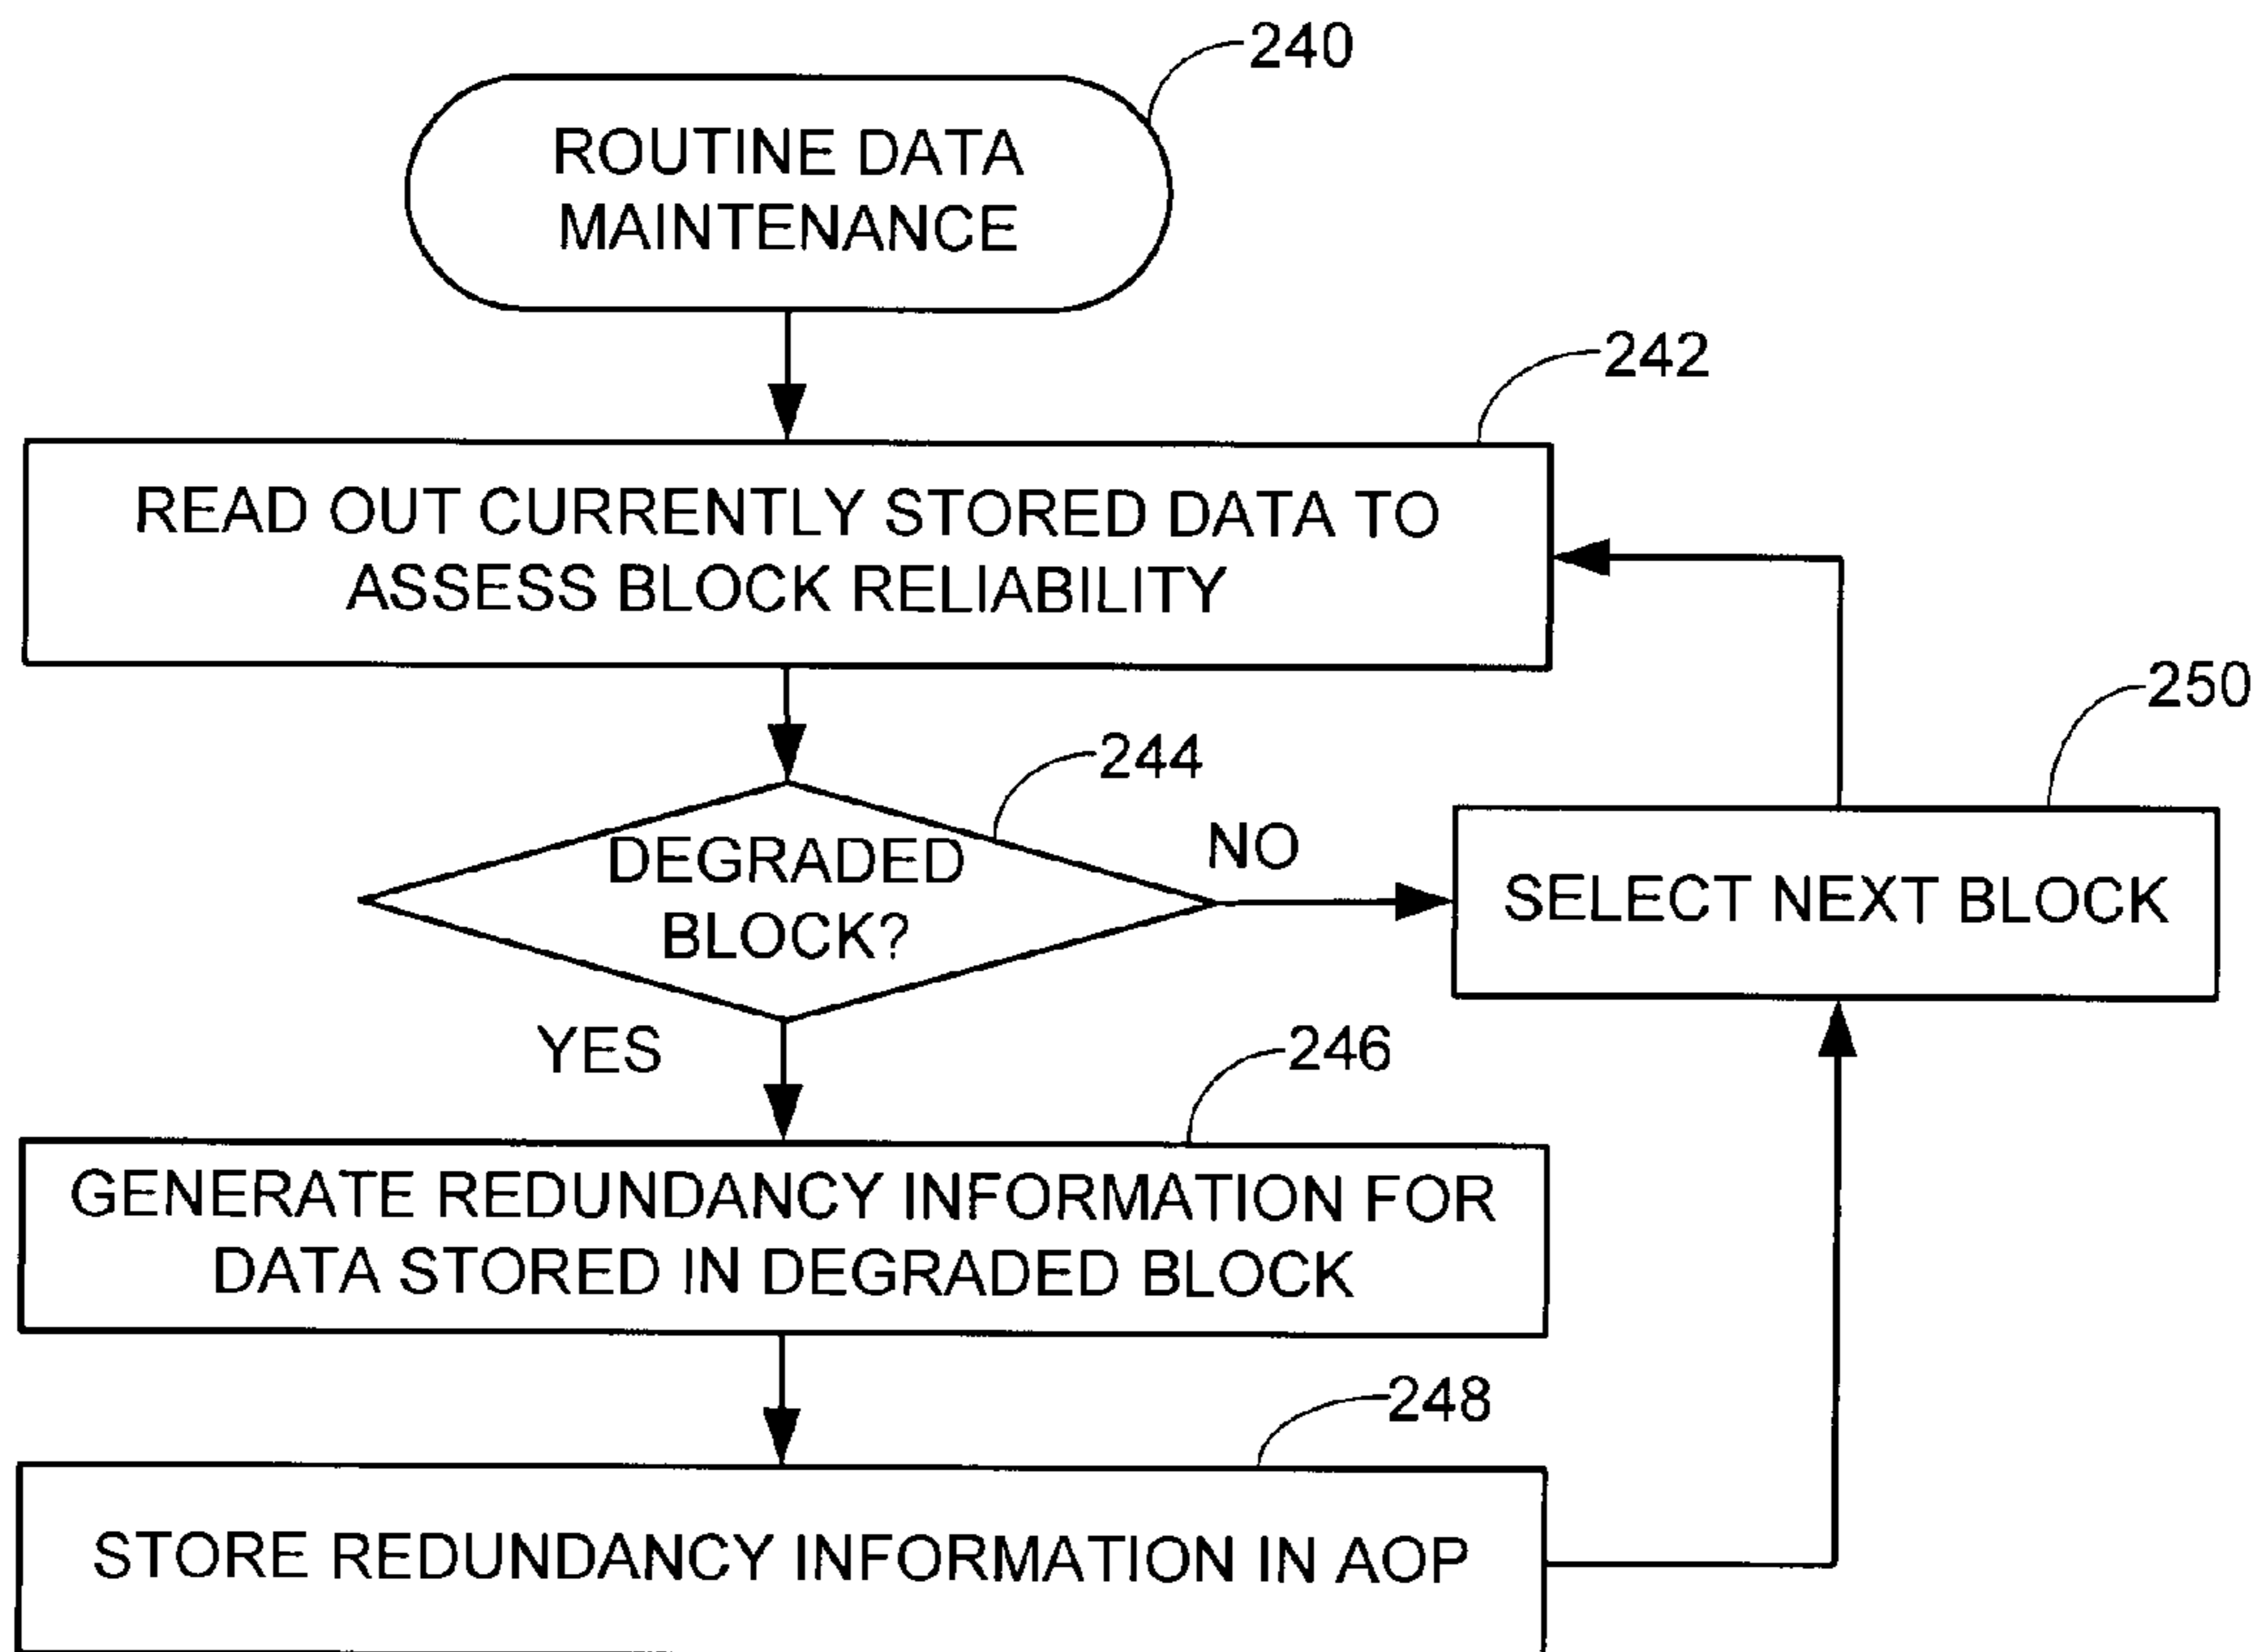 240
ROUTINE DATA
MAINTENANCE
242
READ OUT CURRENTLY STORED DATA TO
ASSESS BLOCK RELIABILITY
250
244
DEGRADED
BLOCK?
NO
SELECT NEXT BLOCK
YES
246
GENERATE REDUNDANCY INFORMATION FOR
DATA STORED IN DEGRADED BLOCK
248
STORE REDUNDANCY INFORMATION IN AOP